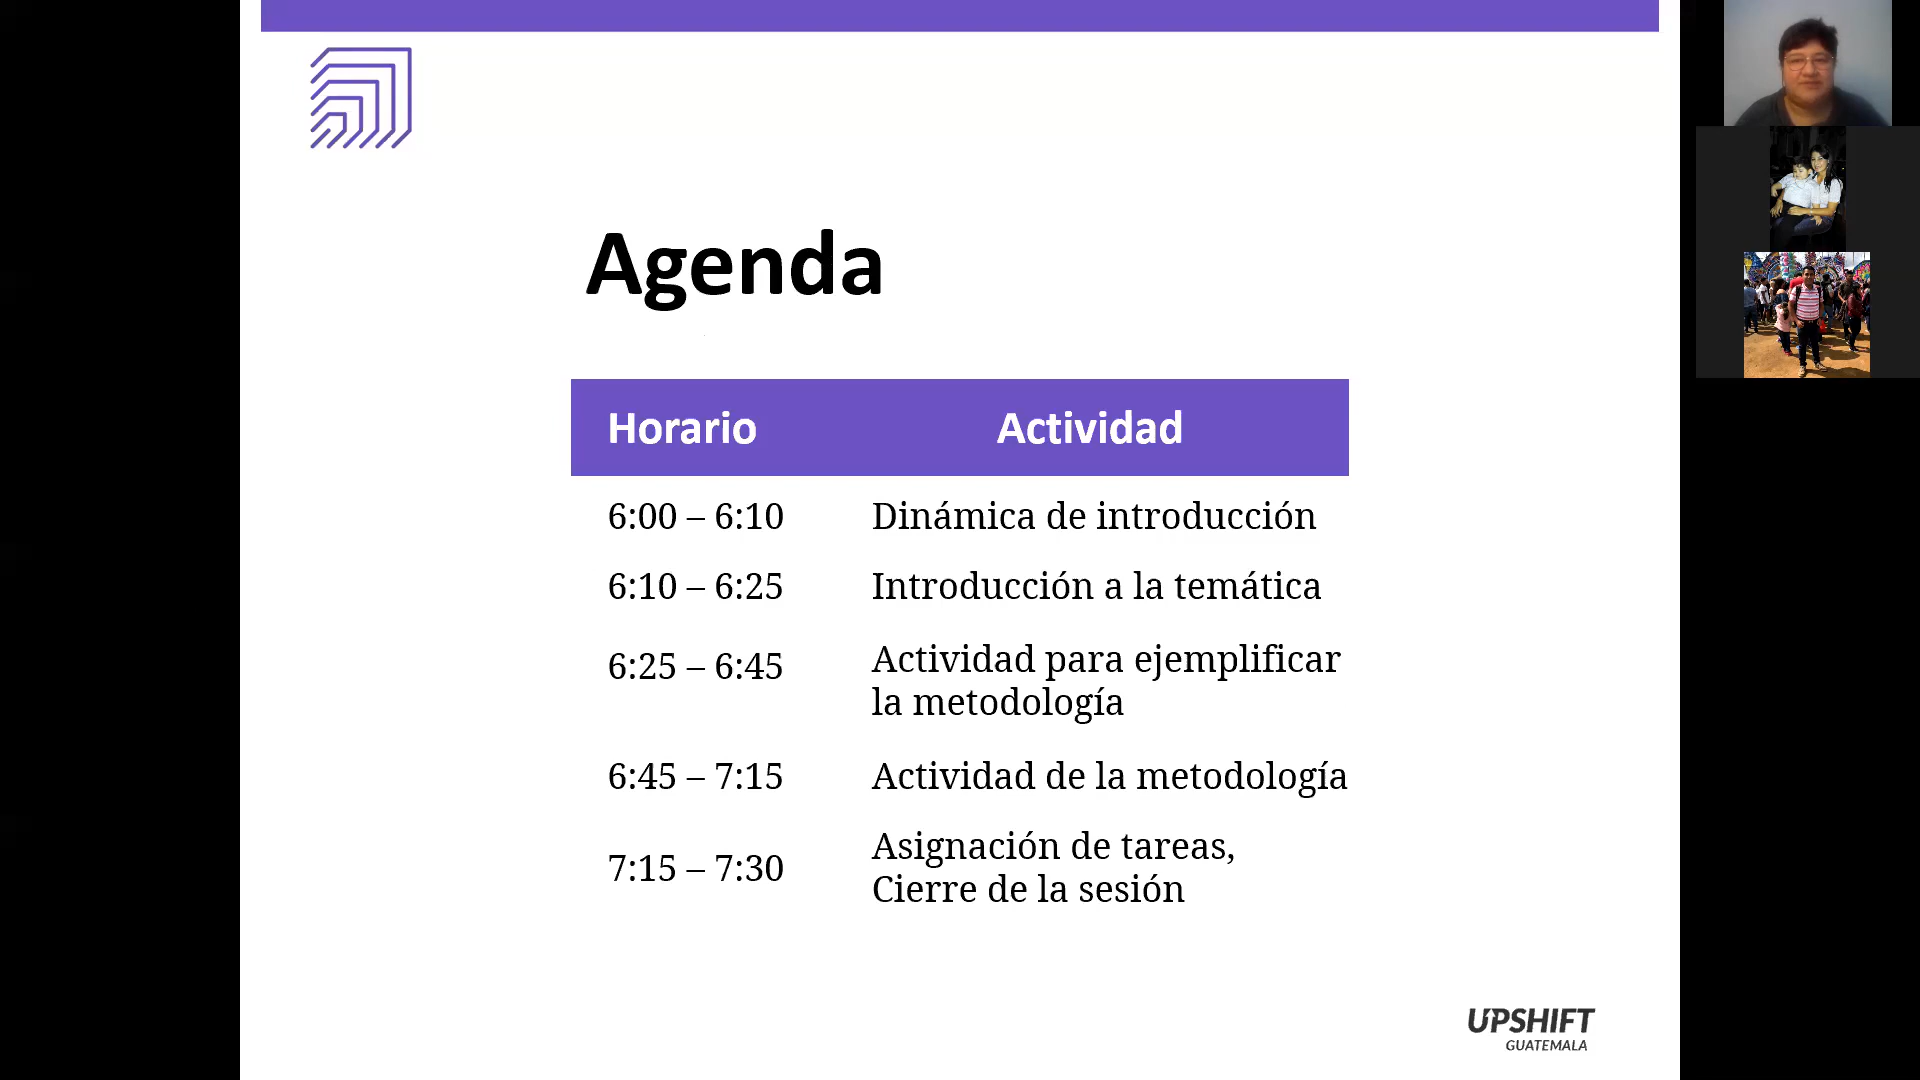 Agenda
Horario Actividad
6:00 – 6:10 Dinámica de introducción
6:10 – 6:25 Introducción a la temática
6:25 – 6:45 Actividad para ejemplificar
la metodología
6:45 – 7:15 Actividad de la metodología
7:15 – 7:30 Asignación de tareas,
Cierre de la sesión
UPSHIFT
GUATEMALA